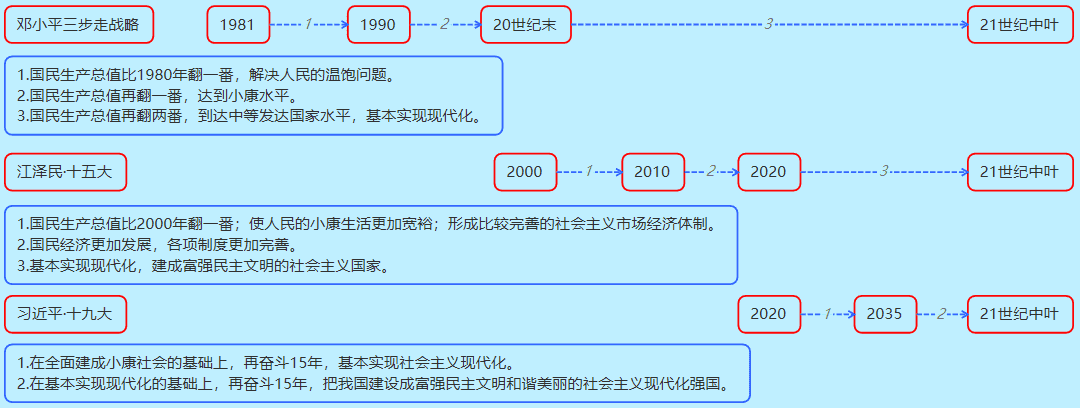 邓小平三步走战略 1981 1 1990 2 20世纪末 3 21世纪中叶
1.国民生产总值比1980年翻一番，解决人民的温饱问题。
2.国民生产总值再翻一番，达到小康水平。
3.国民生产总值再翻两番，到达中等发达国家水平，基本实现现代化。
江泽民·十五大 2000 1 2010 2 2020 3 21世纪中叶
1.国民生产总值比2000年翻一番；使人民的小康生活更加宽裕；形成比较完善的社会主义市场经济体制。
2.国民经济更加发展，各项制度更加完善。
3.基本实现现代化，建成富强民主文明的社会主义国家。
习近平·十九大 2020 1 2035 2 21世纪中叶
1.在全面建成小康社会的基础上，再奋斗15年，基本实现社会主义现代化。
2.在基本实现现代化的基础上，再奋斗15年，把我国建设成富强民主文明和谐美丽的社会主义现代化强国。